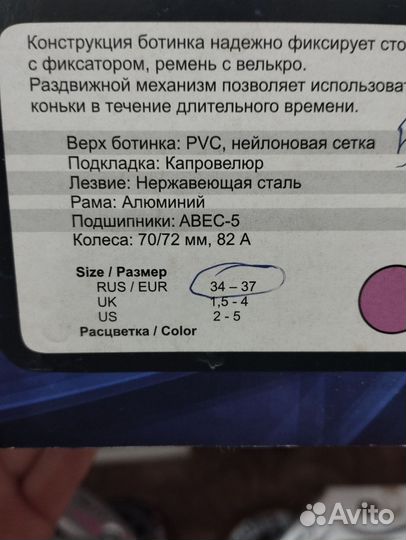 Конструкция ботинка надежно фиксирует
с фиксатором, ремень с велькро.
Раздвижной механизм позволяет
коньки в течение длительного времени.
Верх ботинка: PVC, нейлоновая сетка
Подкладка: Капровелюр
Лезвие: Нержавеющая сталь
Рама: Алюминий
Подшипники: ABEC-5
Колеса: 70/72 мм, 82 A
Size / Размер
RUS / EUR 34 – 37
UK 1,5 - 4
US 2 - 5
Расцветка / Color
Avito